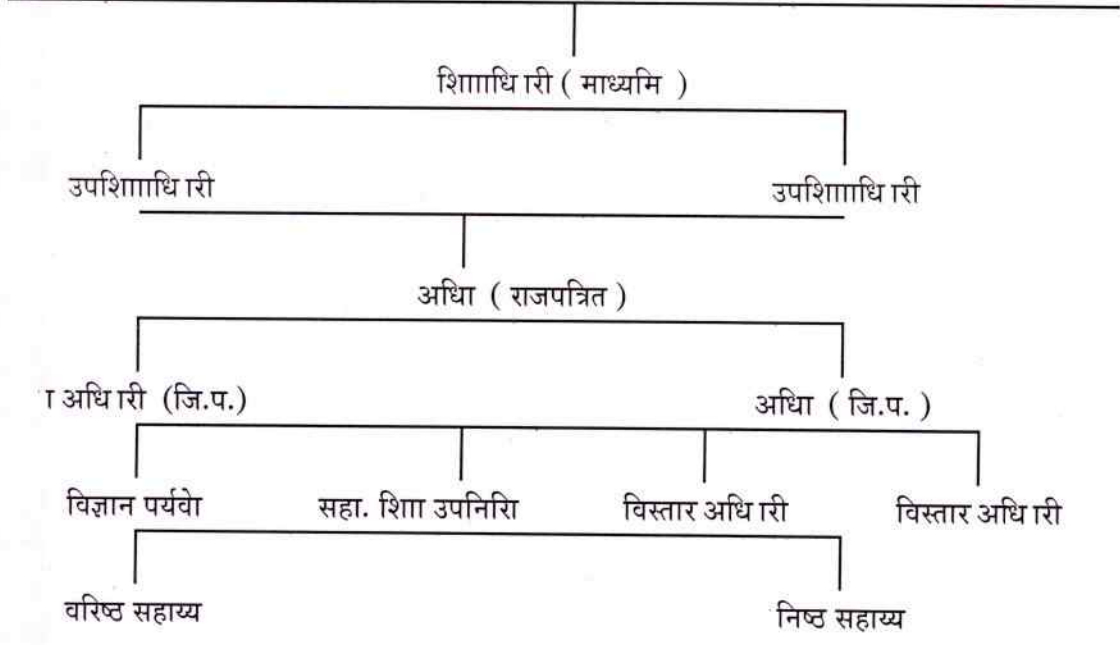 शिााधिारी ( माध्यमि )
उपशिााधिारी उपशिााधिारी
अधिा ( राजपत्रित )
ा अधिारी (जि.प.) अधिा ( जि.प. )
विज्ञान पर्यवेा सहा. शिाा उपनिरिा विस्तार अधिारी विस्तार अधिारी
वरिष्ठ सहाय्य निष्ठ सहाय्य